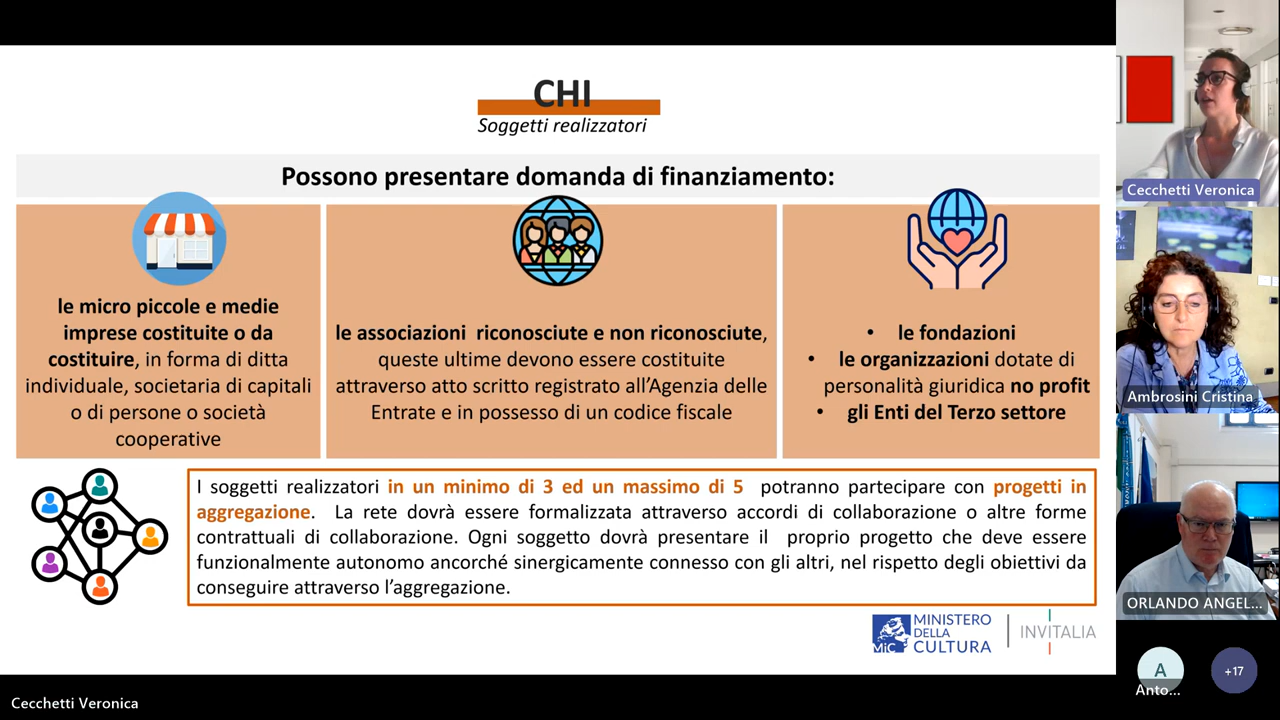 CHI
Soggetti realizzatori
Possono presentare domanda di finanziamento:
le micro piccole e medie
imprese costituite o da
costituire, in forma di ditta
individuale, societaria di capitali
o di persone o società
cooperative
le associazioni riconosciute e non riconosciute,
queste ultime devono essere costituite
attraverso atto scritto registrato all’Agenzia delle
Entrate e in possesso di un codice fiscale
• le fondazioni
• le organizzazioni dotate di
personalità giuridica no profit
• gli Enti del Terzo settore
I soggetti realizzatori in un minimo di 3 ed un massimo di 5 potranno partecipare con progetti in
aggregazione. La rete dovrà essere formalizzata attraverso accordi di collaborazione o altre forme
contrattuali di collaborazione. Ogni soggetto dovrà presentare il proprio progetto che deve essere
funzionalmente autonomo ancorché sinergicamente connesso con gli altri, nel rispetto degli obiettivi da
conseguire attraverso l’aggregazione.
MiC
MINISTERO
DELLA
CULTURA
INVITALIA
Cecchetti Veronica
Cecchetti Veronica
Ambrosini Cristina
ORLANDO ANGEL...
A
Anto...
+17